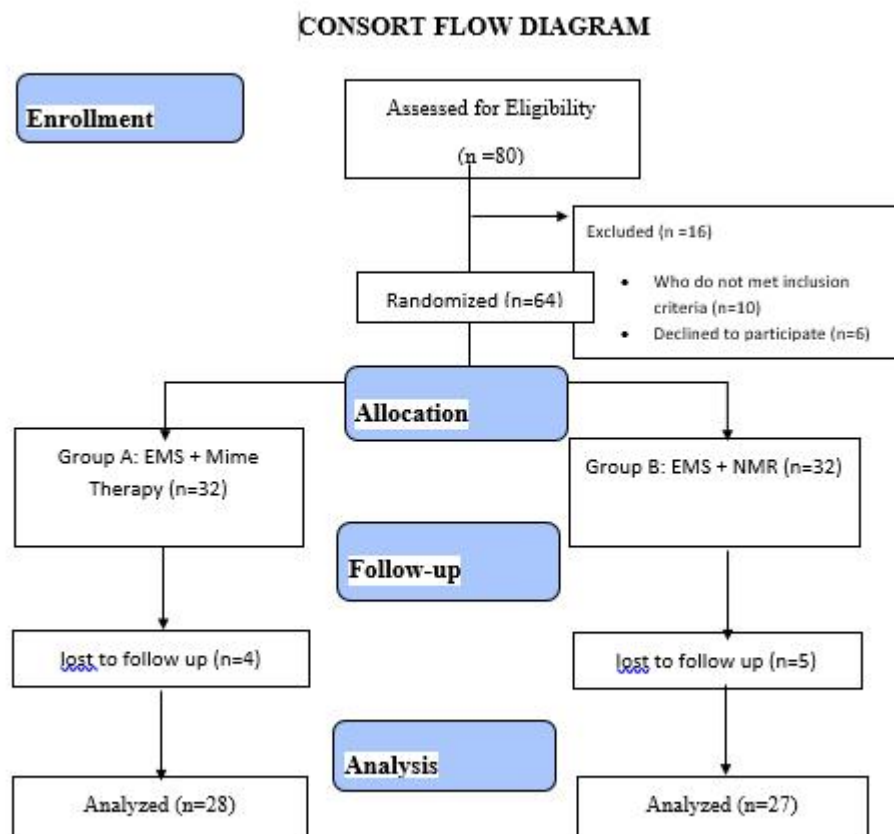 CONSORT FLOW DIAGRAM
Enrollment
Assessed for Eligibility
(n =80)
Excluded (n =16)
• Who do not met inclusion
criteria (n=10)
• Declined to participate (n=6)
Randomized (n=64)
Allocation
Group A: EMS + Mime
Therapy (n=32)
Group B: EMS + NMR (n=32)
Follow-up
lost to follow up (n=4)
lost to follow up (n=5)
Analysis
Analyzed (n=28)
Analyzed (n=27)